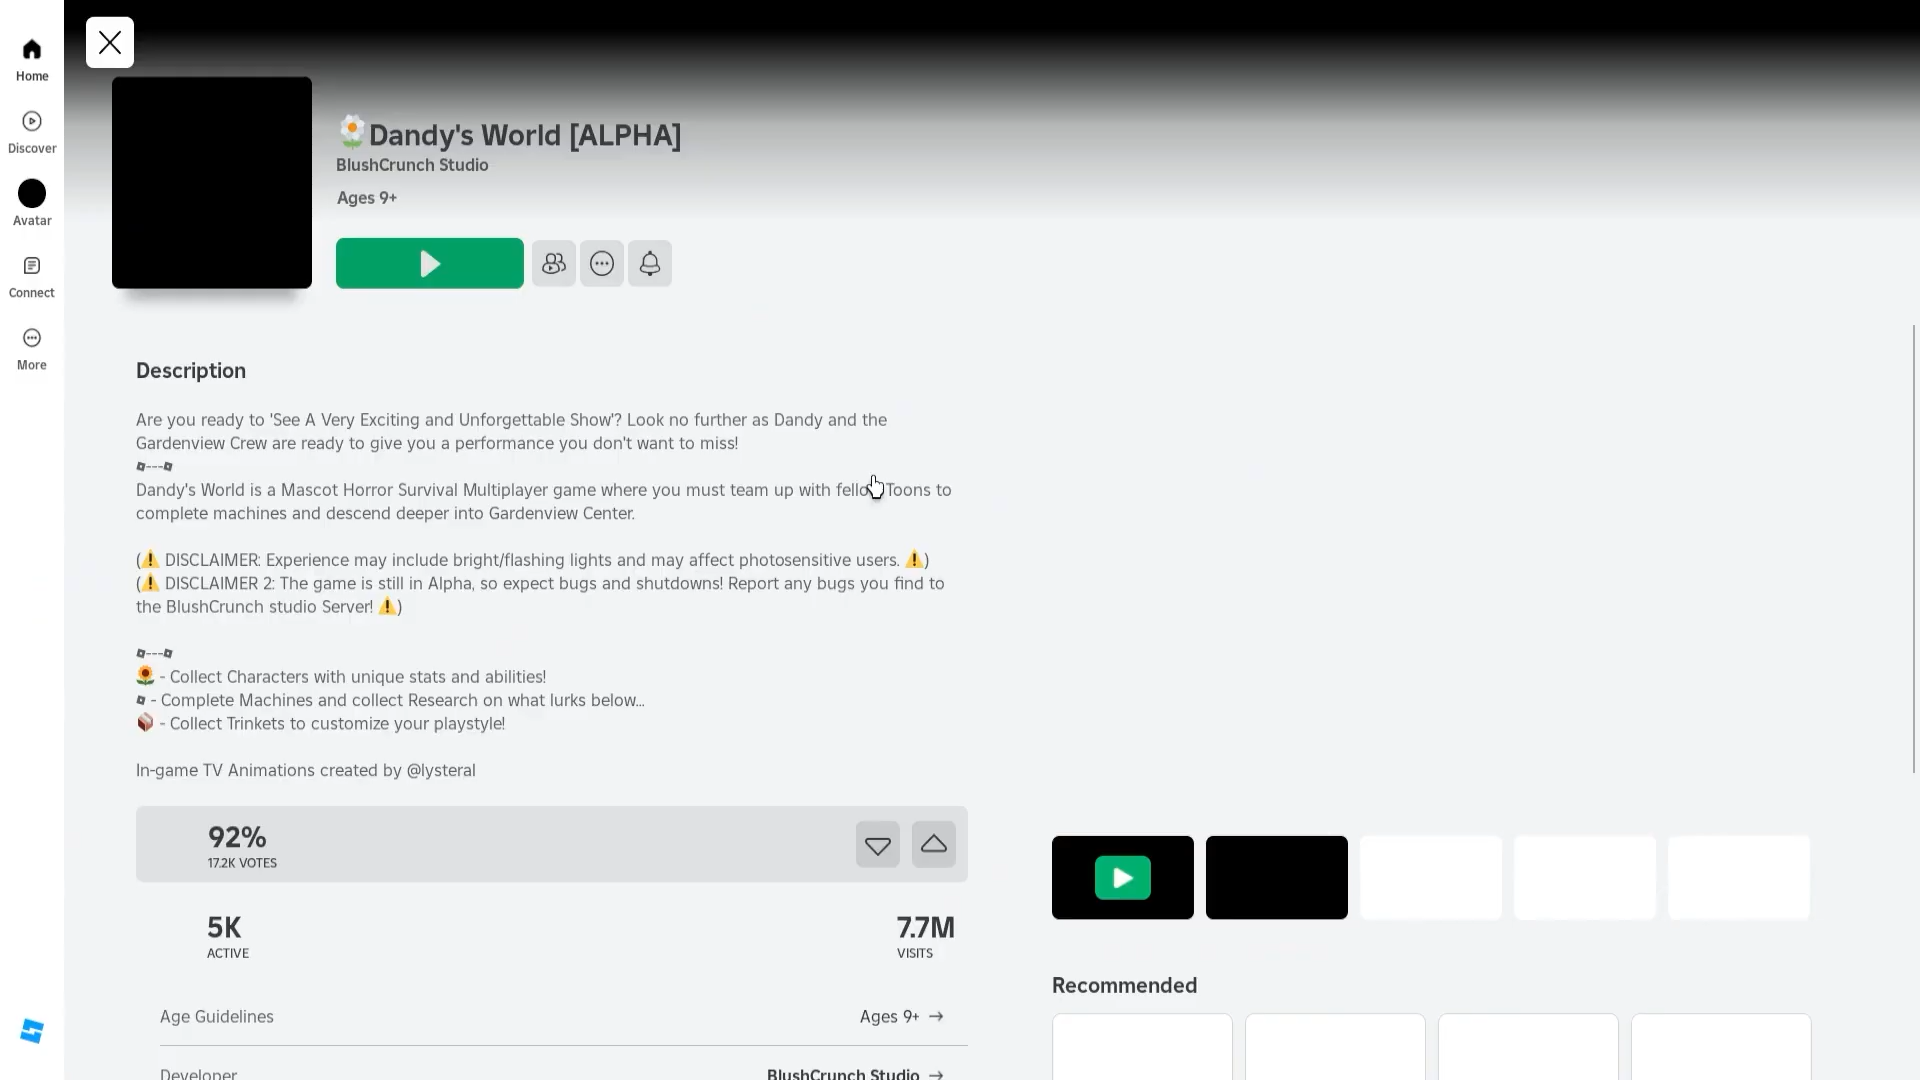 Home
Discover
Avatar
Connect
More
🌼Dandy's World [ALPHA]
BlushCrunch Studio
Ages 9+
Description
Are you ready to 'See A Very Exciting and Unforgettable Show'? Look no further as Dandy and the
Gardenview Crew are ready to give you a performance you don't want to miss!
---
Dandy's World is a Mascot Horror Survival Multiplayer game where you must team up with fellow Toons to
complete machines and descend deeper into Gardenview Center.
(⚠️ DISCLAIMER: Experience may include bright/flashing lights and may affect photosensitive users. ⚠️)
(⚠️ DISCLAIMER 2: The game is still in Alpha, so expect bugs and shutdowns! Report any bugs you find to
the BlushCrunch studio Server! ⚠️)
---
🌻 - Collect Characters with unique stats and abilities!
- Complete Machines and collect Research on what lurks below...
- Collect Trinkets to customize your playstyle!
In-game TV Animations created by @lysteral
92%
17.2K VOTES
5K
ACTIVE
7.7M
VISITS
Age Guidelines
Ages 9+ →
Developer
BlushCrunch Studio →
Recommended